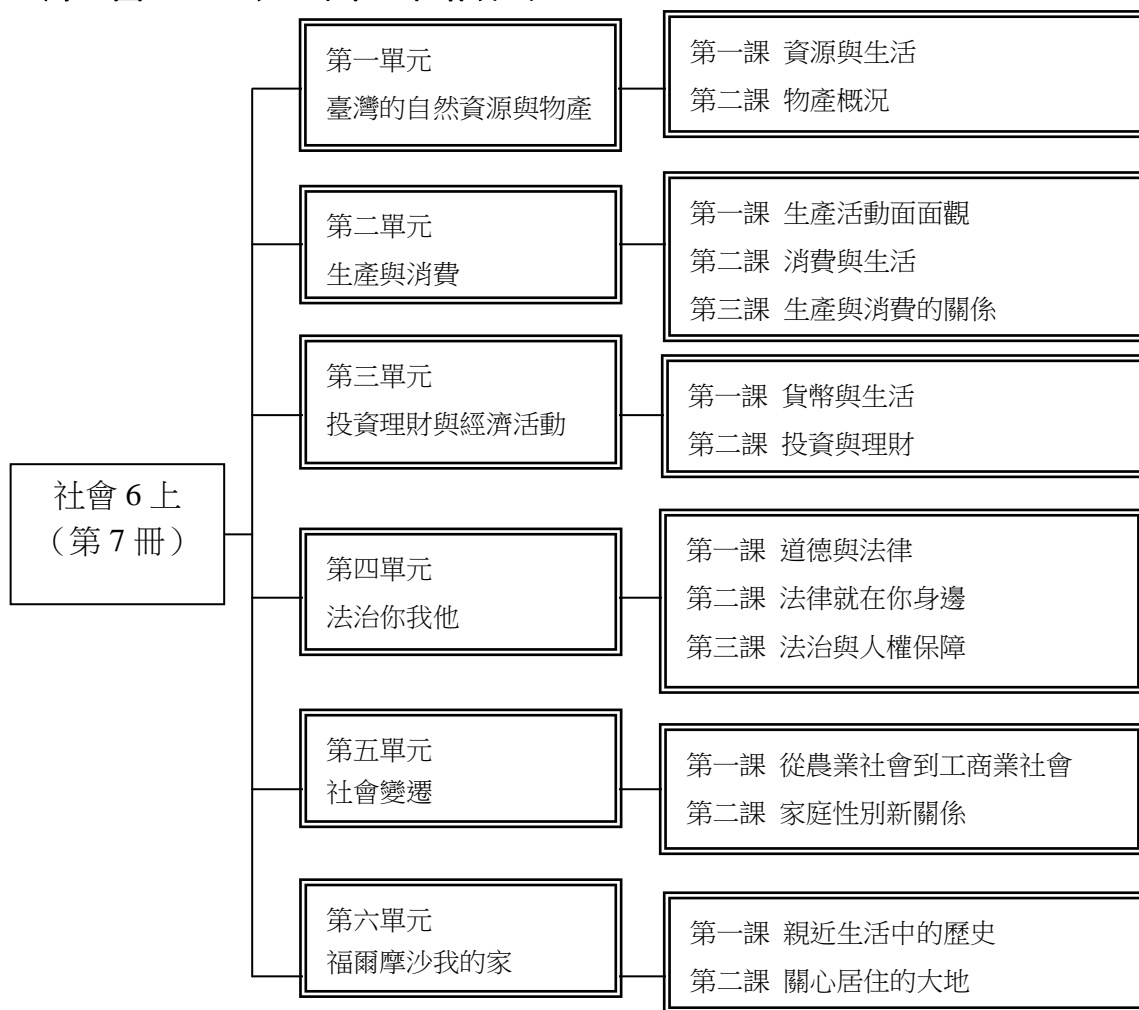 社會 6 上
（第 7 冊）
第一單元
臺灣的自然資源與物產
第一課 資源與生活
第二課 物產概況
第二單元
生產與消費
第一課 生產活動面面觀
第二課 消費與生活
第三課 生產與消費的關係
第三單元
投資理財與經濟活動
第一課 貨幣與生活
第二課 投資與理財
第四單元
法治你我他
第一課 道德與法律
第二課 法律就在你身邊
第三課 法治與人權保障
第五單元
社會變遷
第一課 從農業社會到工商業社會
第二課 家庭性別新關係
第六單元
福爾摩沙我的家
第一課 親近生活中的歷史
第二課 關心居住的大地